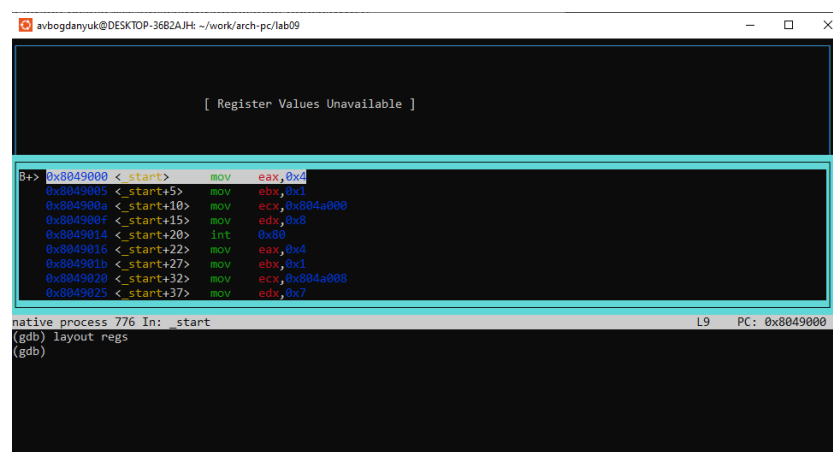 avbogdanyuk@DESKTOP-36B2AJH: ~/work/arch-pc/lab09
[ Register Values Unavailable ]
B+> 0x8049000 <_start> mov eax,0x4
0x8049005 <_start+5> mov ebx,0x1
0x804900a <_start+10> mov ecx,0x804a000
0x804900f <_start+15> mov edx,0x8
0x8049014 <_start+20> int 0x80
0x8049016 <_start+22> mov eax,0x4
0x804901b <_start+27> mov ebx,0x1
0x8049020 <_start+32> mov ecx,0x804a008
0x8049025 <_start+37> mov edx,0x7
native process 776 In: _start L9 PC: 0x8049000
(gdb) layout regs
(gdb)